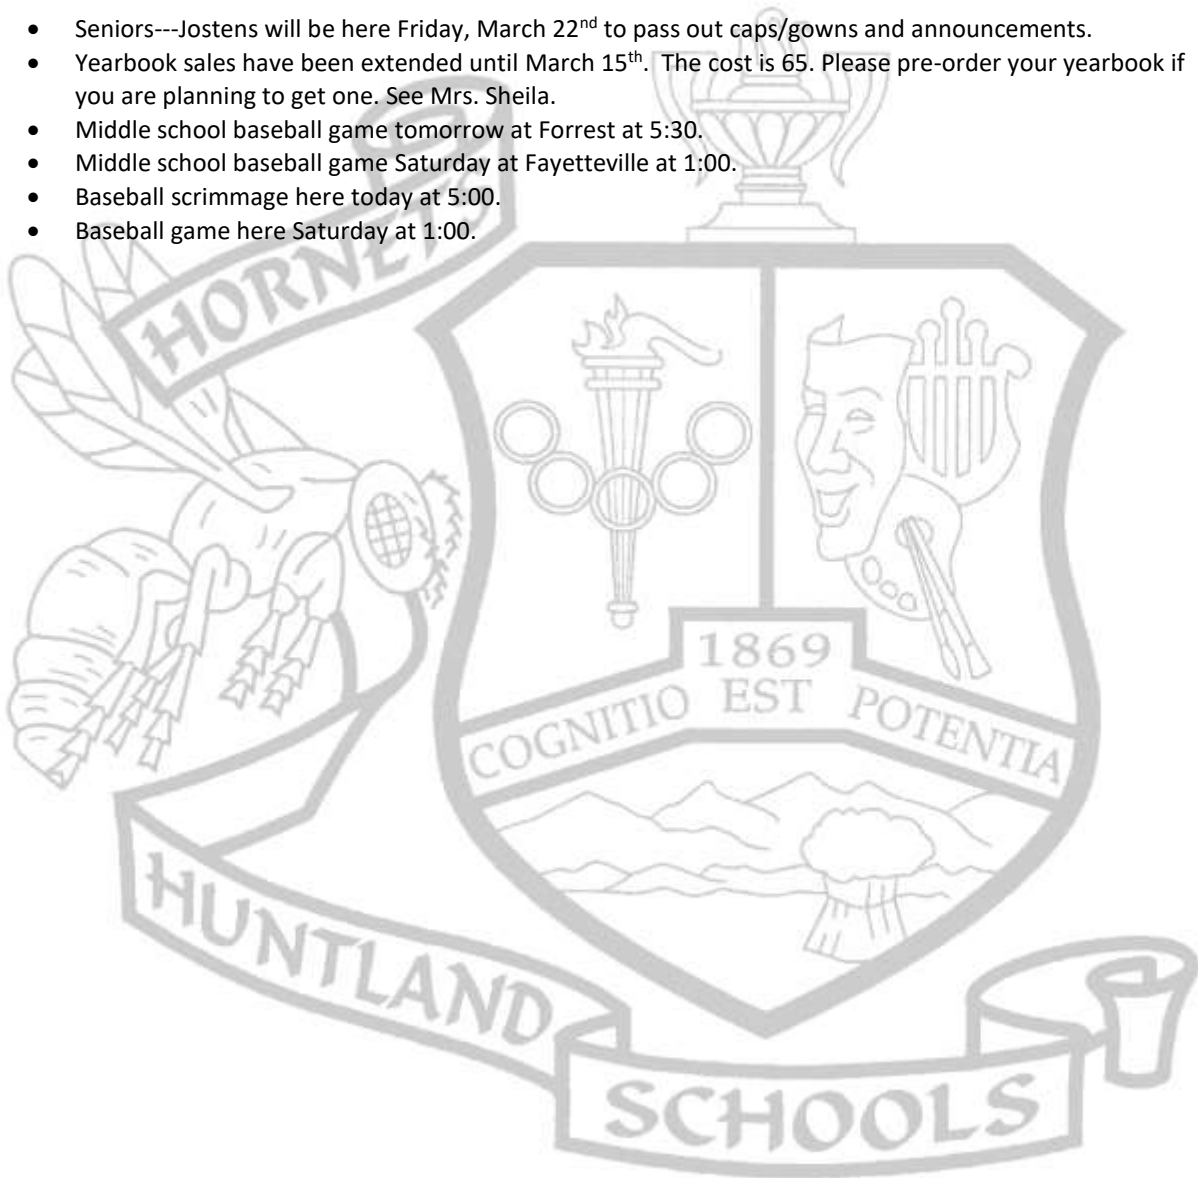 • Seniors---Jostens will be here Friday, March 22nd to pass out caps/gowns and announcements.
• Yearbook sales have been extended until March 15th.  The cost is 65. Please pre-order your yearbook if
you are planning to get one. See Mrs. Sheila.
• Middle school baseball game tomorrow at Forrest at 5:30.
• Middle school baseball game Saturday at Fayetteville at 1:00.
• Baseball scrimmage here today at 5:00.
• Baseball game here Saturday at 1:00.
HORNETS
1869
COGNITIO EST POTENTIA
HUNTLAND
SCHOOLS